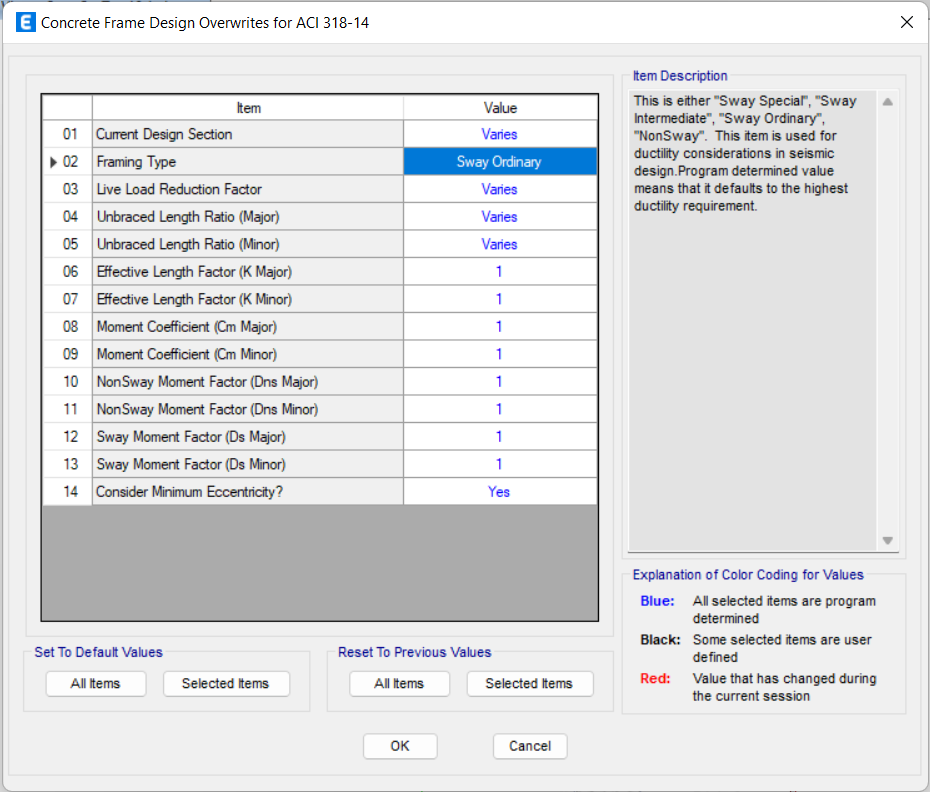 Concrete Frame Design Overwrites for ACI 318-14
Item Value
01 Current Design Section Varies
02 Framing Type Sway Ordinary
03 Live Load Reduction Factor Varies
04 Unbraced Length Ratio (Major) Varies
05 Unbraced Length Ratio (Minor) Varies
06 Effective Length Factor (K Major) 1
07 Effective Length Factor (K Minor) 1
08 Moment Coefficient (Cm Major) 1
09 Moment Coefficient (Cm Minor) 1
10 NonSway Moment Factor (Dns Major) 1
11 NonSway Moment Factor (Dns Minor) 1
12 Sway Moment Factor (Ds Major) 1
13 Sway Moment Factor (Ds Minor) 1
14 Consider Minimum Eccentricity? Yes
Item Description
This is either "Sway Special", "Sway
Intermediate", "Sway Ordinary",
"NonSway".  This item is used for
ductility considerations in seismic
design.Program determined value
means that it defaults to the highest
ductility requirement.
Explanation of Color Coding for Values
Blue: All selected items are program
determined
Black: Some selected items are user
defined
Red: Value that has changed during
the current session
Set To Default Values
All Items Selected Items
Reset To Previous Values
All Items Selected Items
OK Cancel